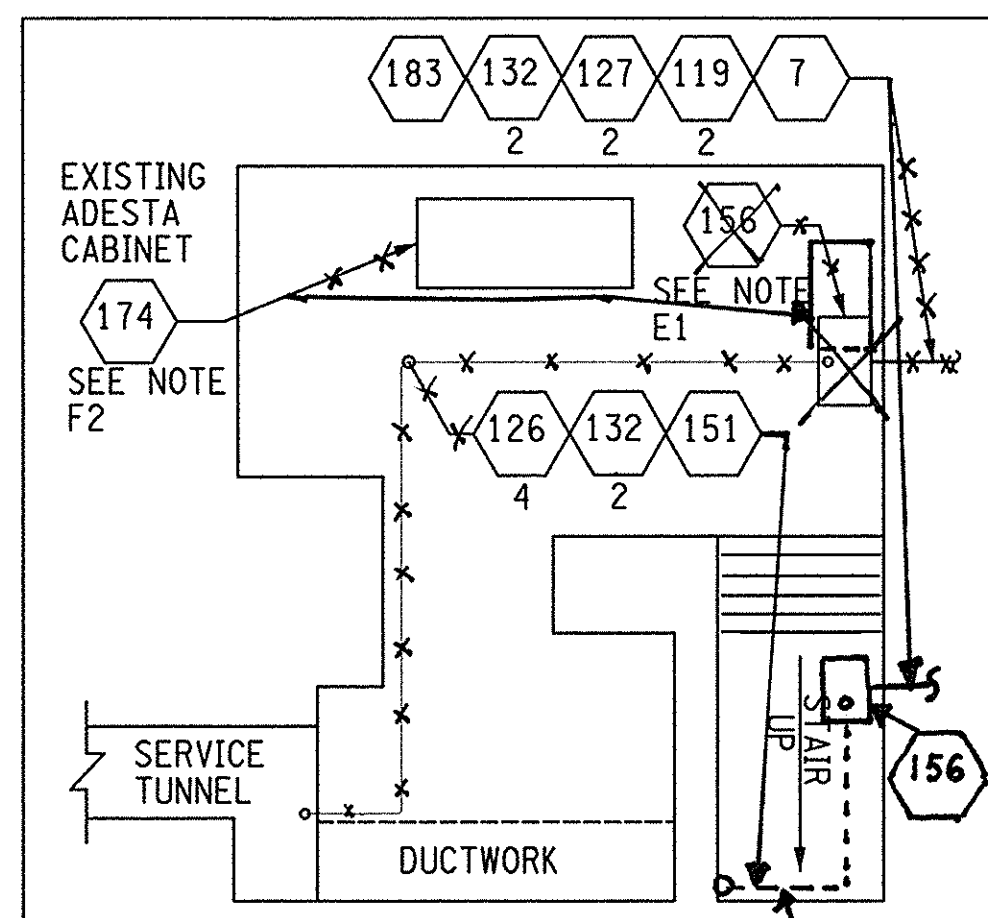 183 132 127 119 7
2 2 2
EXISTING
ADESTA
CABINET
156
174
SEE NOTE
E1
SEE NOTE
F2
126 132 151
4 2
STAIR
UP
156
SERVICE
TUNNEL
DUCTWORK